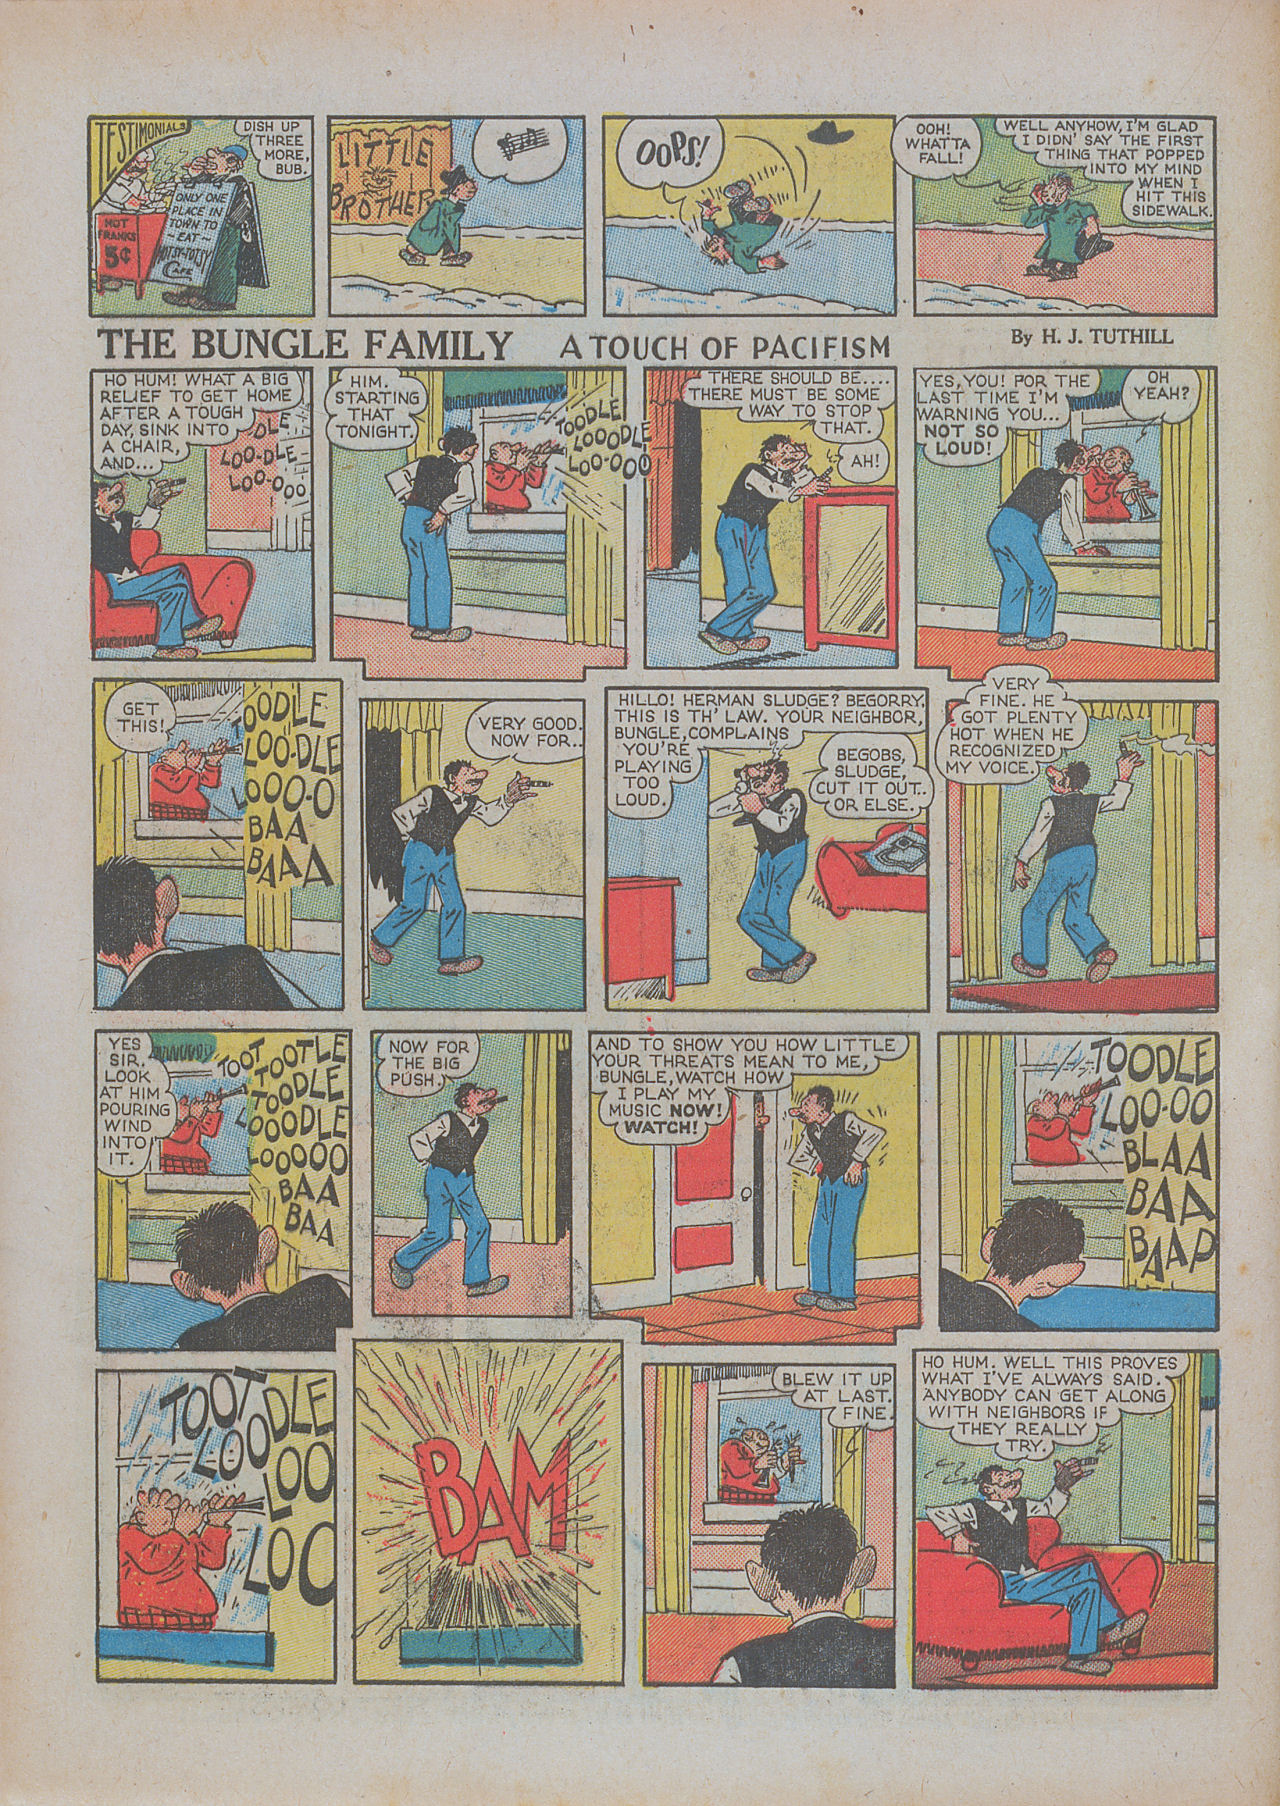 TESTIMONIALS
DISH UP
THREE
MORE,
BUB.
HOT
FRANKS
5¢
ONLY ONE
PLACE IN
TOWN TO
- EAT -
HOTSY-TOTSY
CAFE
LITTLE
BROTHER
OOPS!
OOH!
WHATTA
FALL!
WELL ANYHOW, I'M GLAD
I DIDN' SAY THE FIRST
THING THAT POPPED
INTO MY MIND
WHEN I
HIT THIS
SIDEWALK.
THE BUNGLE FAMILY A TOUCH OF PACIFISM By H. J. TUTHILL
HO HUM! WHAT A BIG
RELIEF TO GET HOME
AFTER A TOUGH
DAY, SINK INTO
A CHAIR,
AND...
DLE
LOO-DLE
LOO-OOO
HIM.
STARTING
THAT
TONIGHT.
TOODLE
LOOODLE
LOO-OOO
THERE SHOULD BE....
THERE MUST BE SOME
WAY TO STOP
THAT.
AH!
YES, YOU! POR THE
LAST TIME I'M
WARNING YOU...
NOT SO
LOUD!
OH
YEAH?
GET
THIS!
TOODLE
LOO-DLE
LOOO-O
BAA
BAAA
VERY GOOD.
NOW FOR..
HILLO! HERMAN SLUDGE? BEGORRY,
THIS IS TH' LAW. YOUR NEIGHBOR,
BUNGLE, COMPLAINS
YOU'RE
PLAYING
TOO
LOUD.
BEGOBS,
SLUDGE,
CUT IT OUT..
OR ELSE.
VERY
FINE. HE
GOT PLENTY
HOT WHEN HE
RECOGNIZED
MY VOICE.
YES
SIR.
LOOK
AT HIM
POURING
WIND
INTO
IT.
TOOT
TOOTLE
TOODLE
LOOODLE
LOOOOO
BAA
BAA
NOW FOR
THE BIG
PUSH.
AND TO SHOW YOU HOW LITTLE
YOUR THREATS MEAN TO ME,
BUNGLE, WATCH HOW
I PLAY MY
MUSIC NOW!
WATCH!
TOODLE
LOO-OO
BLAA
BAA
BAAP
TOOT
LOODLE
LOODLE
LOO
LOO
BAM
BLEW IT UP
AT LAST.
FINE.
HO HUM. WELL THIS PROVES
WHAT I'VE ALWAYS SAID.
ANYBODY CAN GET ALONG
WITH NEIGHBORS IF
THEY REALLY
TRY.